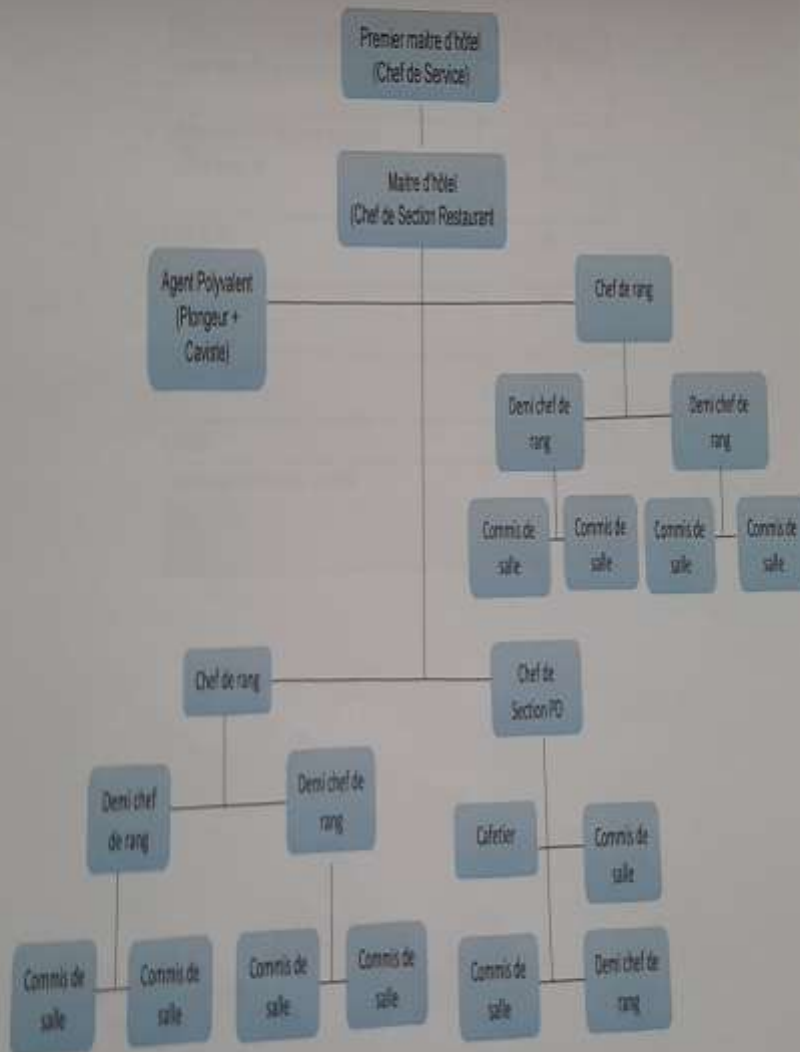 Premier maitre d'hôtel
(Chef de Service)
Maitre d'hôtel
(Chef de Section Restaurant
Agent Polyvalent
(Plongeur +
Caviste)
Chef de rang
Demi chef de
rang
Demi chef de
rang
Commis de
salle
Commis de
salle
Commis de
salle
Commis de
salle
Chef de rang
Chef de
Section PD
Demi chef
de rang
Demi chef de
rang
Cafetier
Commis de
salle
Commis de
salle
Commis de
salle
Commis de
salle
Commis de
salle
Commis de
salle
Demi chef de
rang